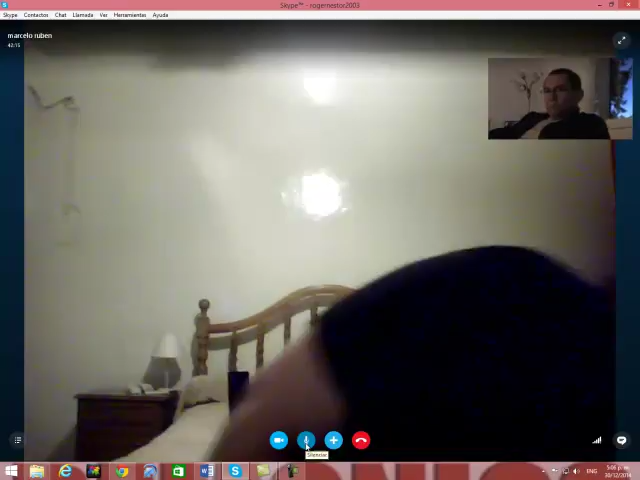 Skype™ - rogernestor2003
Skype Contactos Chat Llamada Ver Herramientas Ayuda
marcelo ruben
42:15
Silenciar
ENG
5:06 p. m.
30/12/2014